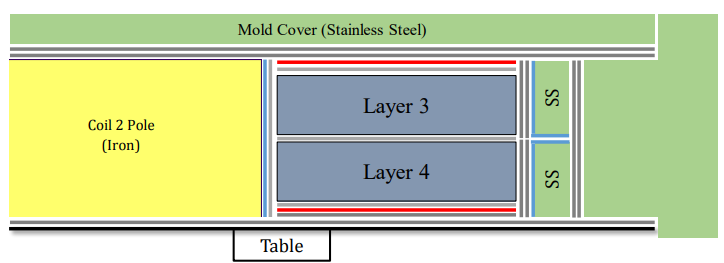 Mold Cover (Stainless Steel)
Coil 2 Pole
(Iron)
Layer 3
SS
Layer 4
SS
Table